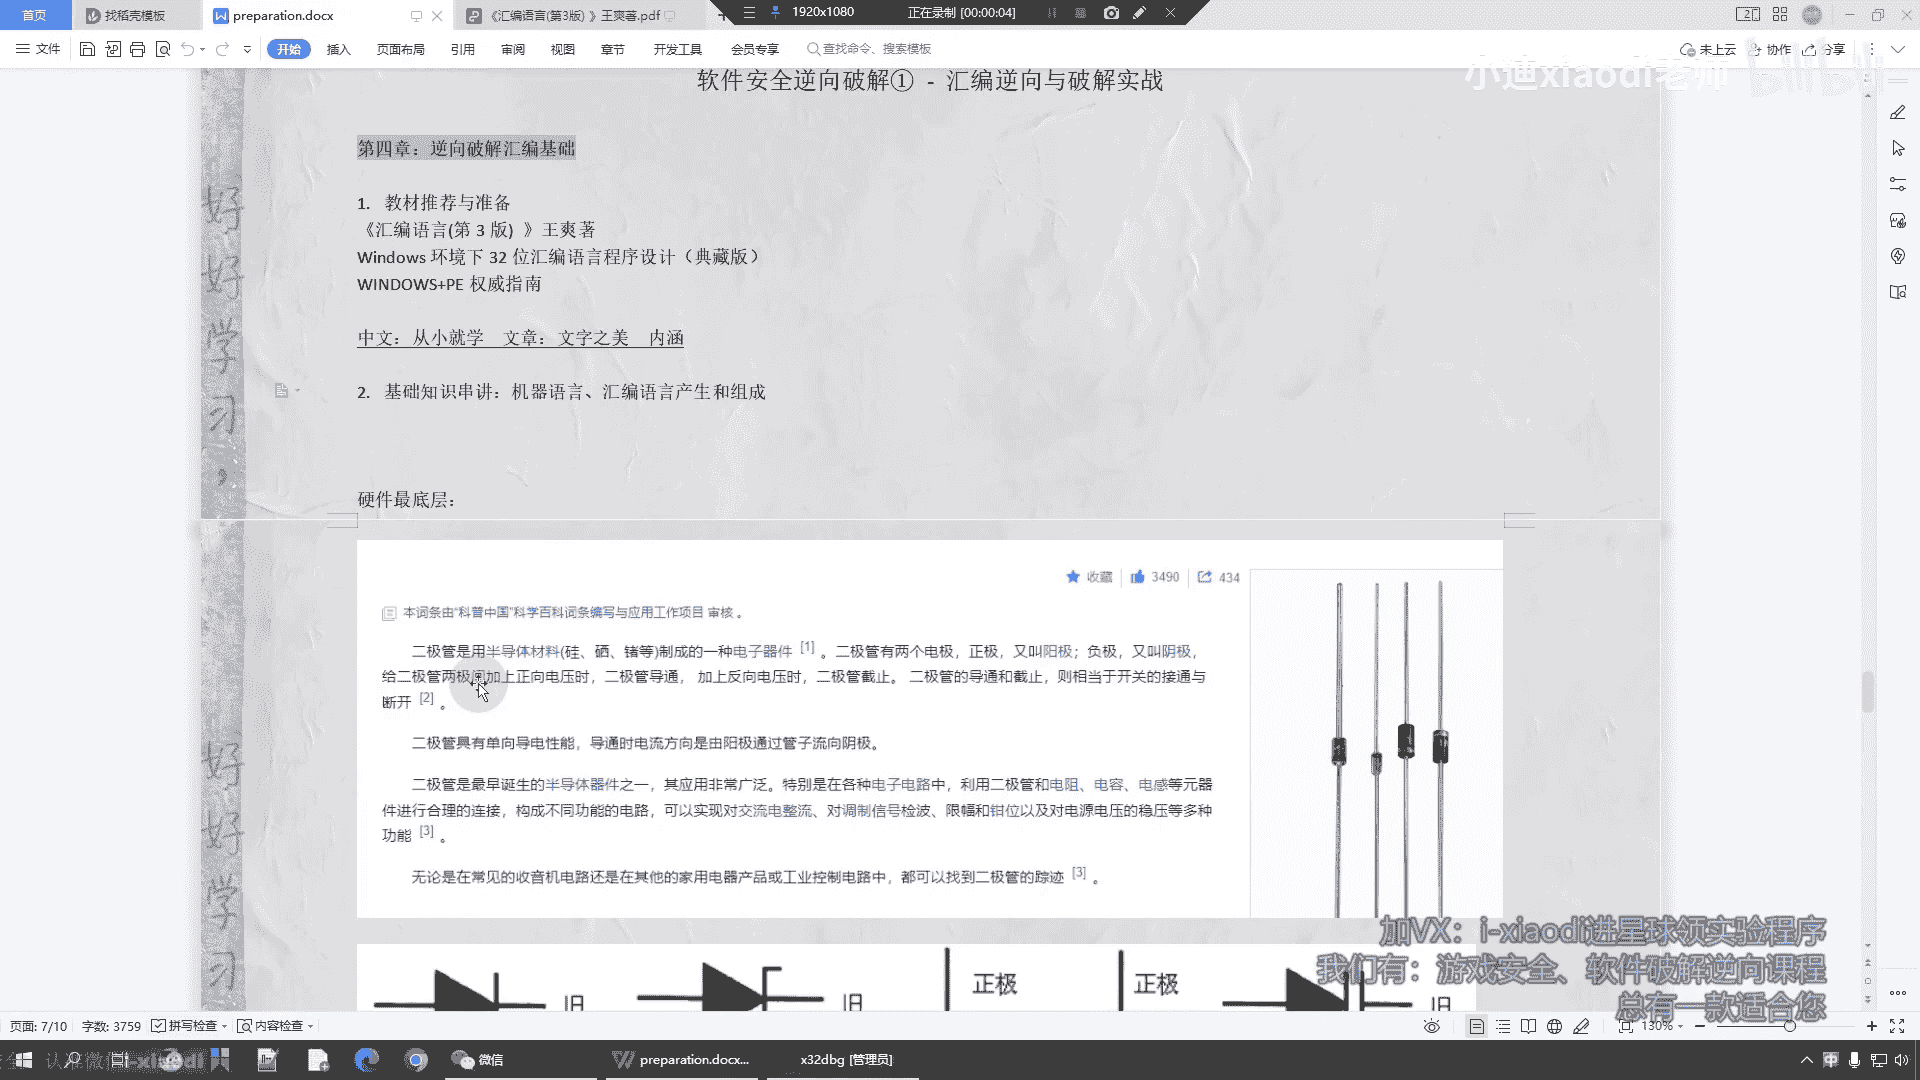 首页
找稻壳模板
preparation.docx
《汇编语言(第3版) 》王爽著.pdf
1920x1080
正在录制 [00:00:04]
文件
开始
插入
页面布局
引用
审阅
视图
章节
开发工具
会员专享
查找命令、搜索模板
未上云
协作
分享
小迪xiaodi老师
bilibili
软件安全逆向破解① - 汇编逆向与破解实战
第四章：逆向破解汇编基础
1. 教材推荐与准备
《汇编语言(第 3 版) 》王爽著
Windows 环境下 32 位汇编语言程序设计（典藏版）
WINDOWS+PE 权威指南
中文：从小就学 文章：文字之美 内涵
2. 基础知识串讲：机器语言、汇编语言产生和组成
硬件最底层：
好好学习，
好好学习
收藏
3490
434
本词条由“科普中国”科学百科词条编写与应用工作项目 审核 。
二极管是用半导体材料(硅、硒、锗等)制成的一种电子器件 [1] 。二极管有两个电极，正极，又叫阳极；负极，又叫阴极，
给二极管两极间加上正向电压时，二极管导通， 加上反向电压时，二极管截止。 二极管的导通和截止，则相当于开关的接通与
断开 [2] 。
二极管具有单向导电性能，导通时电流方向是由阳极通过管子流向阴极。
二极管是最早诞生的半导体器件之一，其应用非常广泛。特别是在各种电子电路中，利用二极管和电阻、电容、电感等元器
件进行合理的连接，构成不同功能的电路，可以实现对交流电整流、对调制信号检波、限幅和钳位以及对电源电压的稳压等多种
功能 [3] 。
无论是在常见的收音机电路还是在其他的家用电器产品或工业控制电路中，都可以找到二极管的踪迹 [3] 。
旧
旧
正极
正极
旧
加VX：i-xiaodi进星球领实验程序
我们有：游戏安全、软件破解逆向课程
总有一款适合您
页面: 7/10
字数: 3759
拼写检查
内容检查
130%
认准微信i-xiaodi
微信
preparation.docx...
x32dbg [管理员]